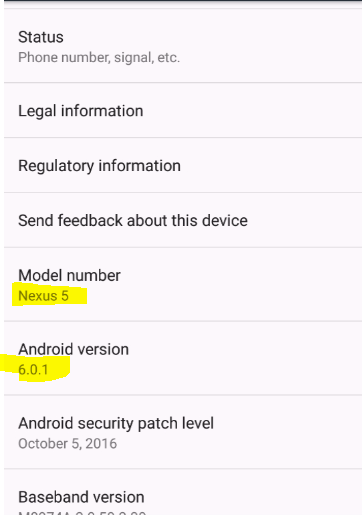 Status
Phone number, signal, etc.
Legal information
Regulatory information
Send feedback about this device
Model number
Nexus 5
Android version
6.0.1
Android security patch level
October 5, 2016
Baseband version